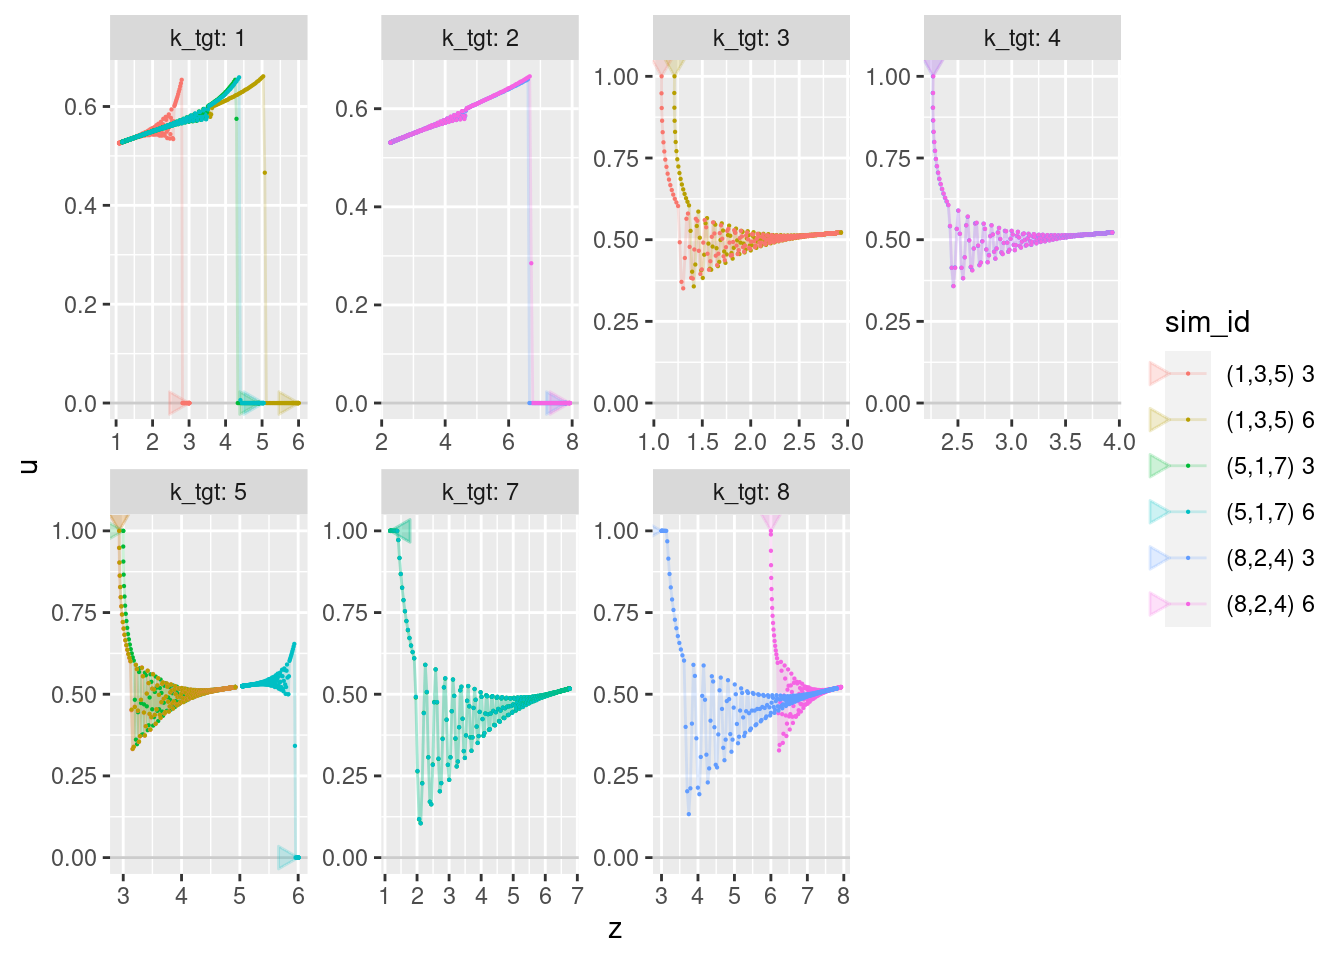 k_tgt: 1
k_tgt: 2
k_tgt: 3
k_tgt: 4
0.6
0.4
0.2
0.0
1 2 3 4 5 6
0.6
0.4
0.2
0.0
2 4 6 8
1.00
0.75
0.50
0.25
0.00
1.0 1.5 2.0 2.5 3.0
1.00
0.75
0.50
0.25
0.00
2.5 3.0 3.5 4.0
u
k_tgt: 5
k_tgt: 7
k_tgt: 8
1.00
0.75
0.50
0.25
0.00
3 4 5 6
1.00
0.75
0.50
0.25
0.00
1 2 3 4 5 6 7
1.00
0.75
0.50
0.25
0.00
3 4 5 6 7 8
z
sim_id
(1,3,5) 3
(1,3,5) 6
(5,1,7) 3
(5,1,7) 6
(8,2,4) 3
(8,2,4) 6